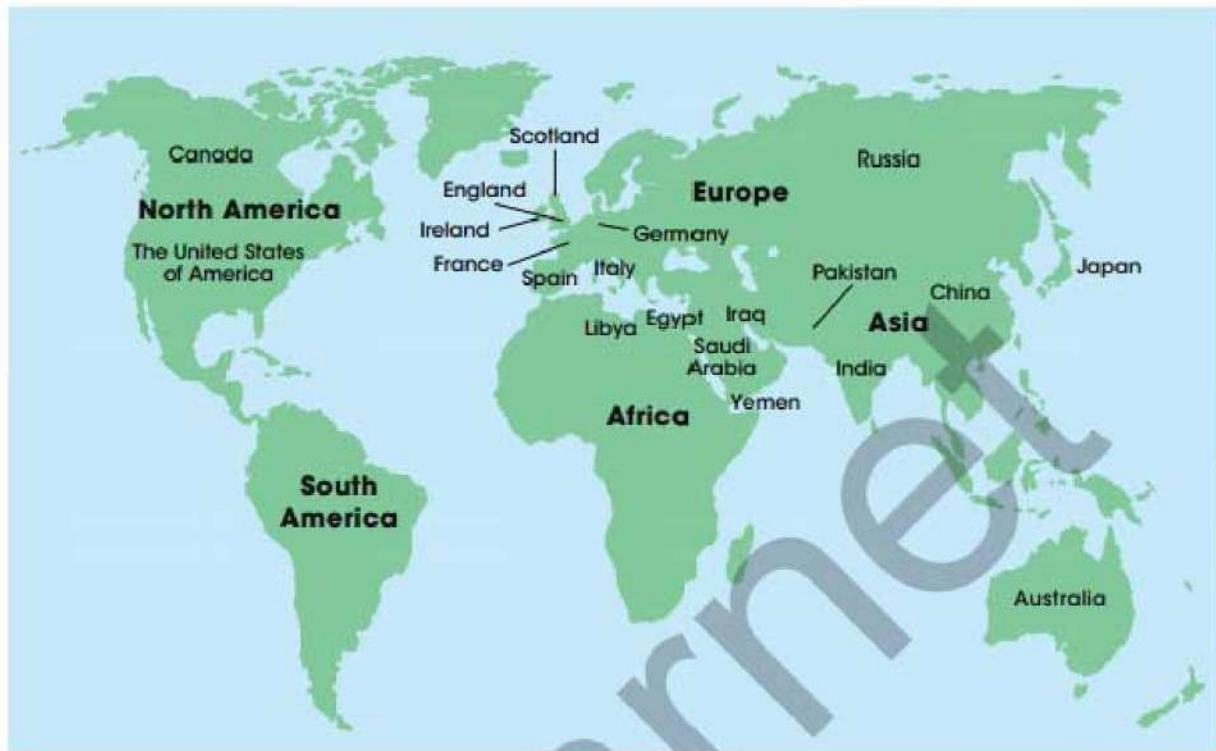 Scotland
Canada
Russia
England
Europe
North America
Ireland
Germany
The United States
of America
France
Italy
Pakistan
Japan
Spain
China
Iraq
Egypt
Asia
Libya
Saudi
Arabia
India
Yemen
Africa
South
America
Australia
ernet